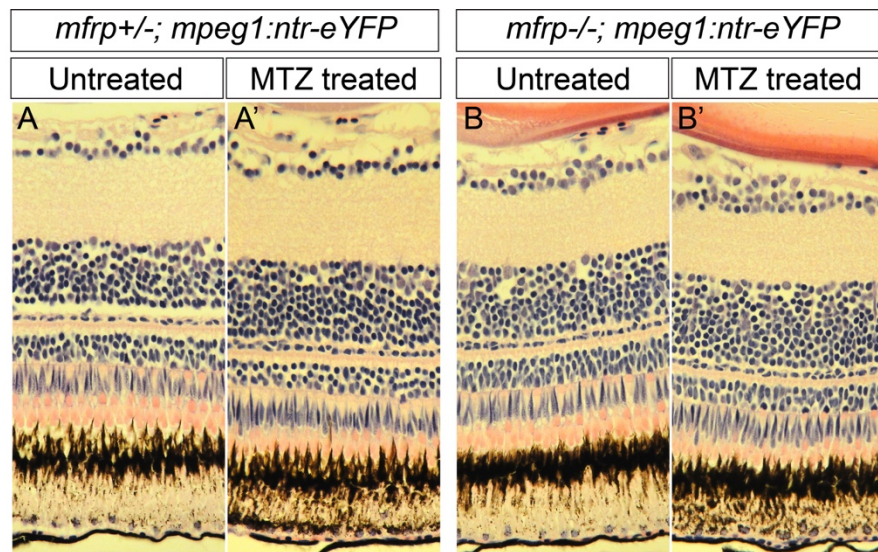 mfrp+/-; mpeg1:ntr-eYFP
mfrp-/-; mpeg1:ntr-eYFP
Untreated
MTZ treated
Untreated
MTZ treated
A
A'
B
B'